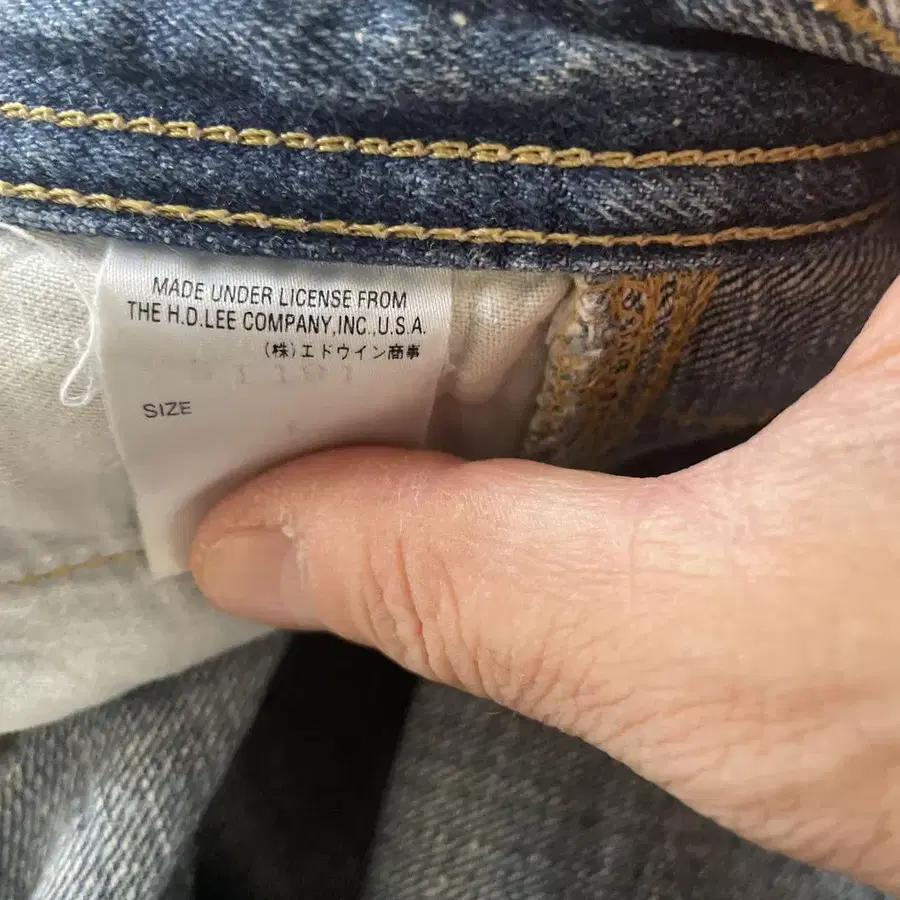 MADE UNDER LICENSE FROM
THE H.D.LEE COMPANY,INC.,U.S.A.
(株)エドウイン商事
SIZE